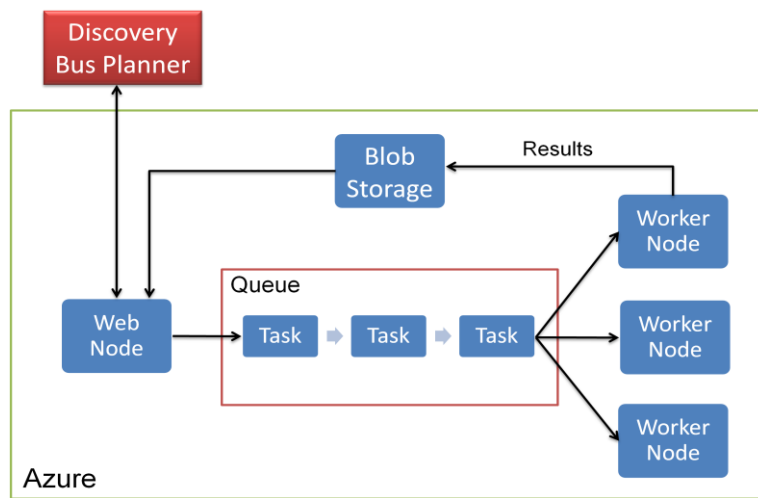 Discovery
Bus Planner
Blob
Storage
Results
Worker
Node
Queue
Web
Node
Task
Task
Task
Worker
Node
Worker
Node
Azure